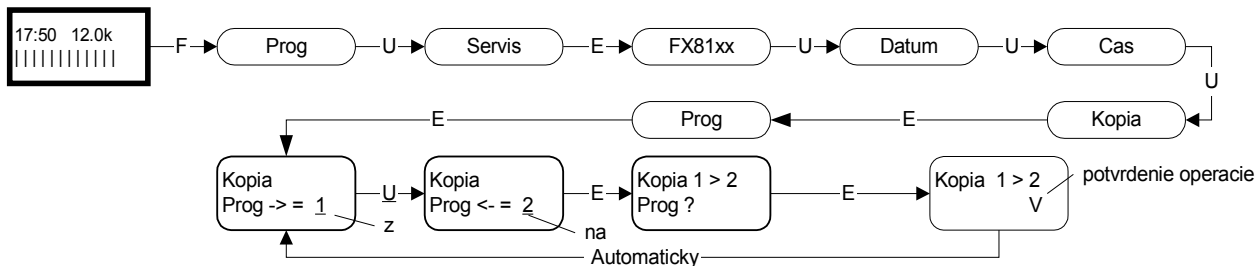 17:50 12.0k
||||||||||||
F
Prog
U
Servis
E
FX81xx
U
Datum
U
Cas
U
Kopia
E
Prog
E
Kopia
Prog -> = 1
z
U
Kopia
Prog <- = 2
na
E
Kopia 1 > 2
Prog ?
E
Kopia 1 > 2
V
potvrdenie operacie
Automaticky